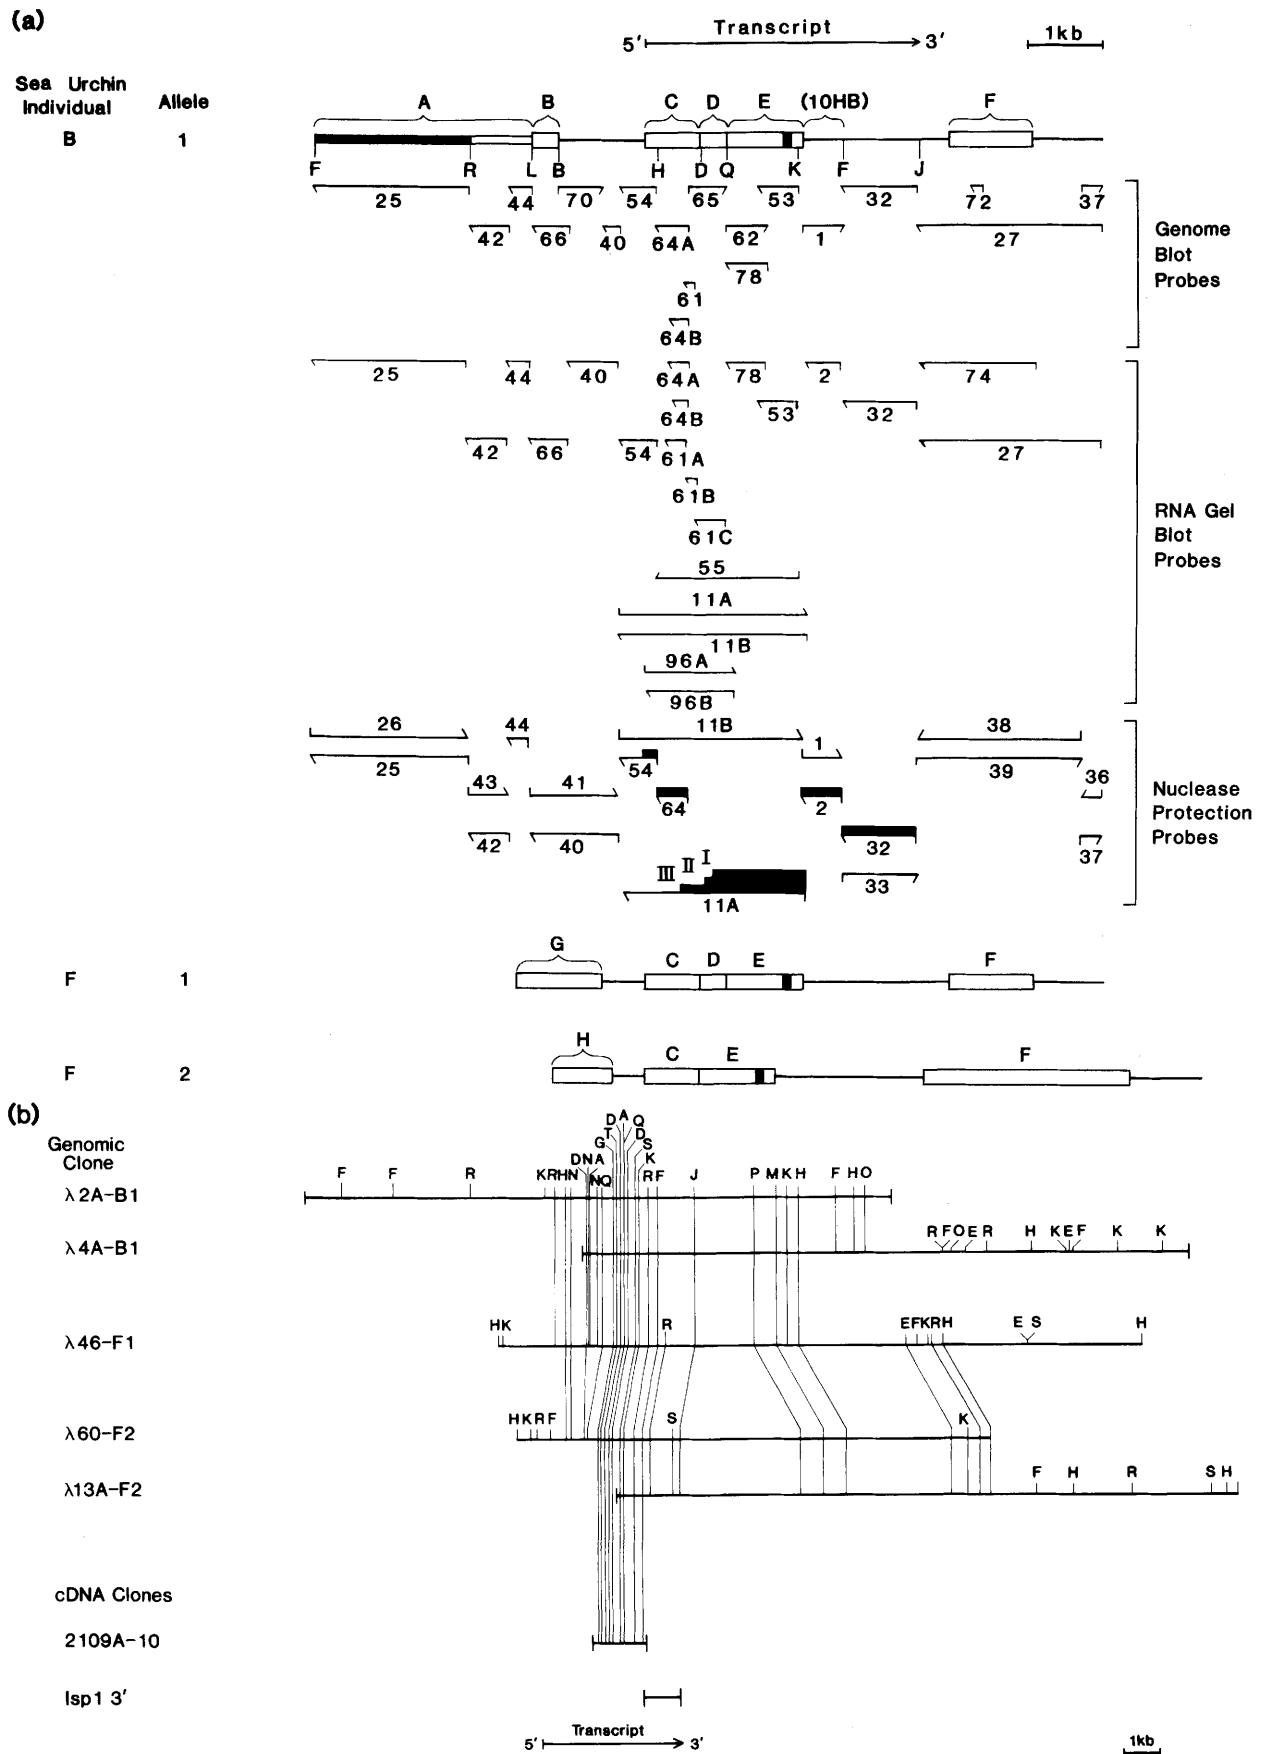 (a)
Transcript
5′ 3′ 1kb
Sea Urchin
Individual Allele
A B C D E (10HB) F
B 1
F R L B H D Q K F J
25 44 70 54 65 53 32 72 37
42 66 40 64A 62 1 27
78
61
64B
Genome
Blot
Probes
25 44 40 64A 78 2 74
64B 53 32
42 66 54 61A 27
61B
61C
55
11A
11B
96A
96B
RNA Gel
Blot
Probes
26 44 11B 1 38
25 54 39
43 41 64 2 36
42 40 32 37
III II I 33
11A
Nuclease
Protection
Probes
G C D E F
F 1
H C E F
F 2
(b)
Genomic
Clone
D A Q
T D
G S
D N A K
F F R K R H N N Q R F J P M K H F H O
λ2A-B1
R F O E R H K E F K K
λ4A-B1
H K R E F K R H E S H
λ46-F1
H K R F S K
λ60-F2
F H R S H
λ13A-F2
cDNA Clones
2109A-10
Isp1 3′
Transcript
5′ 3′ 1kb